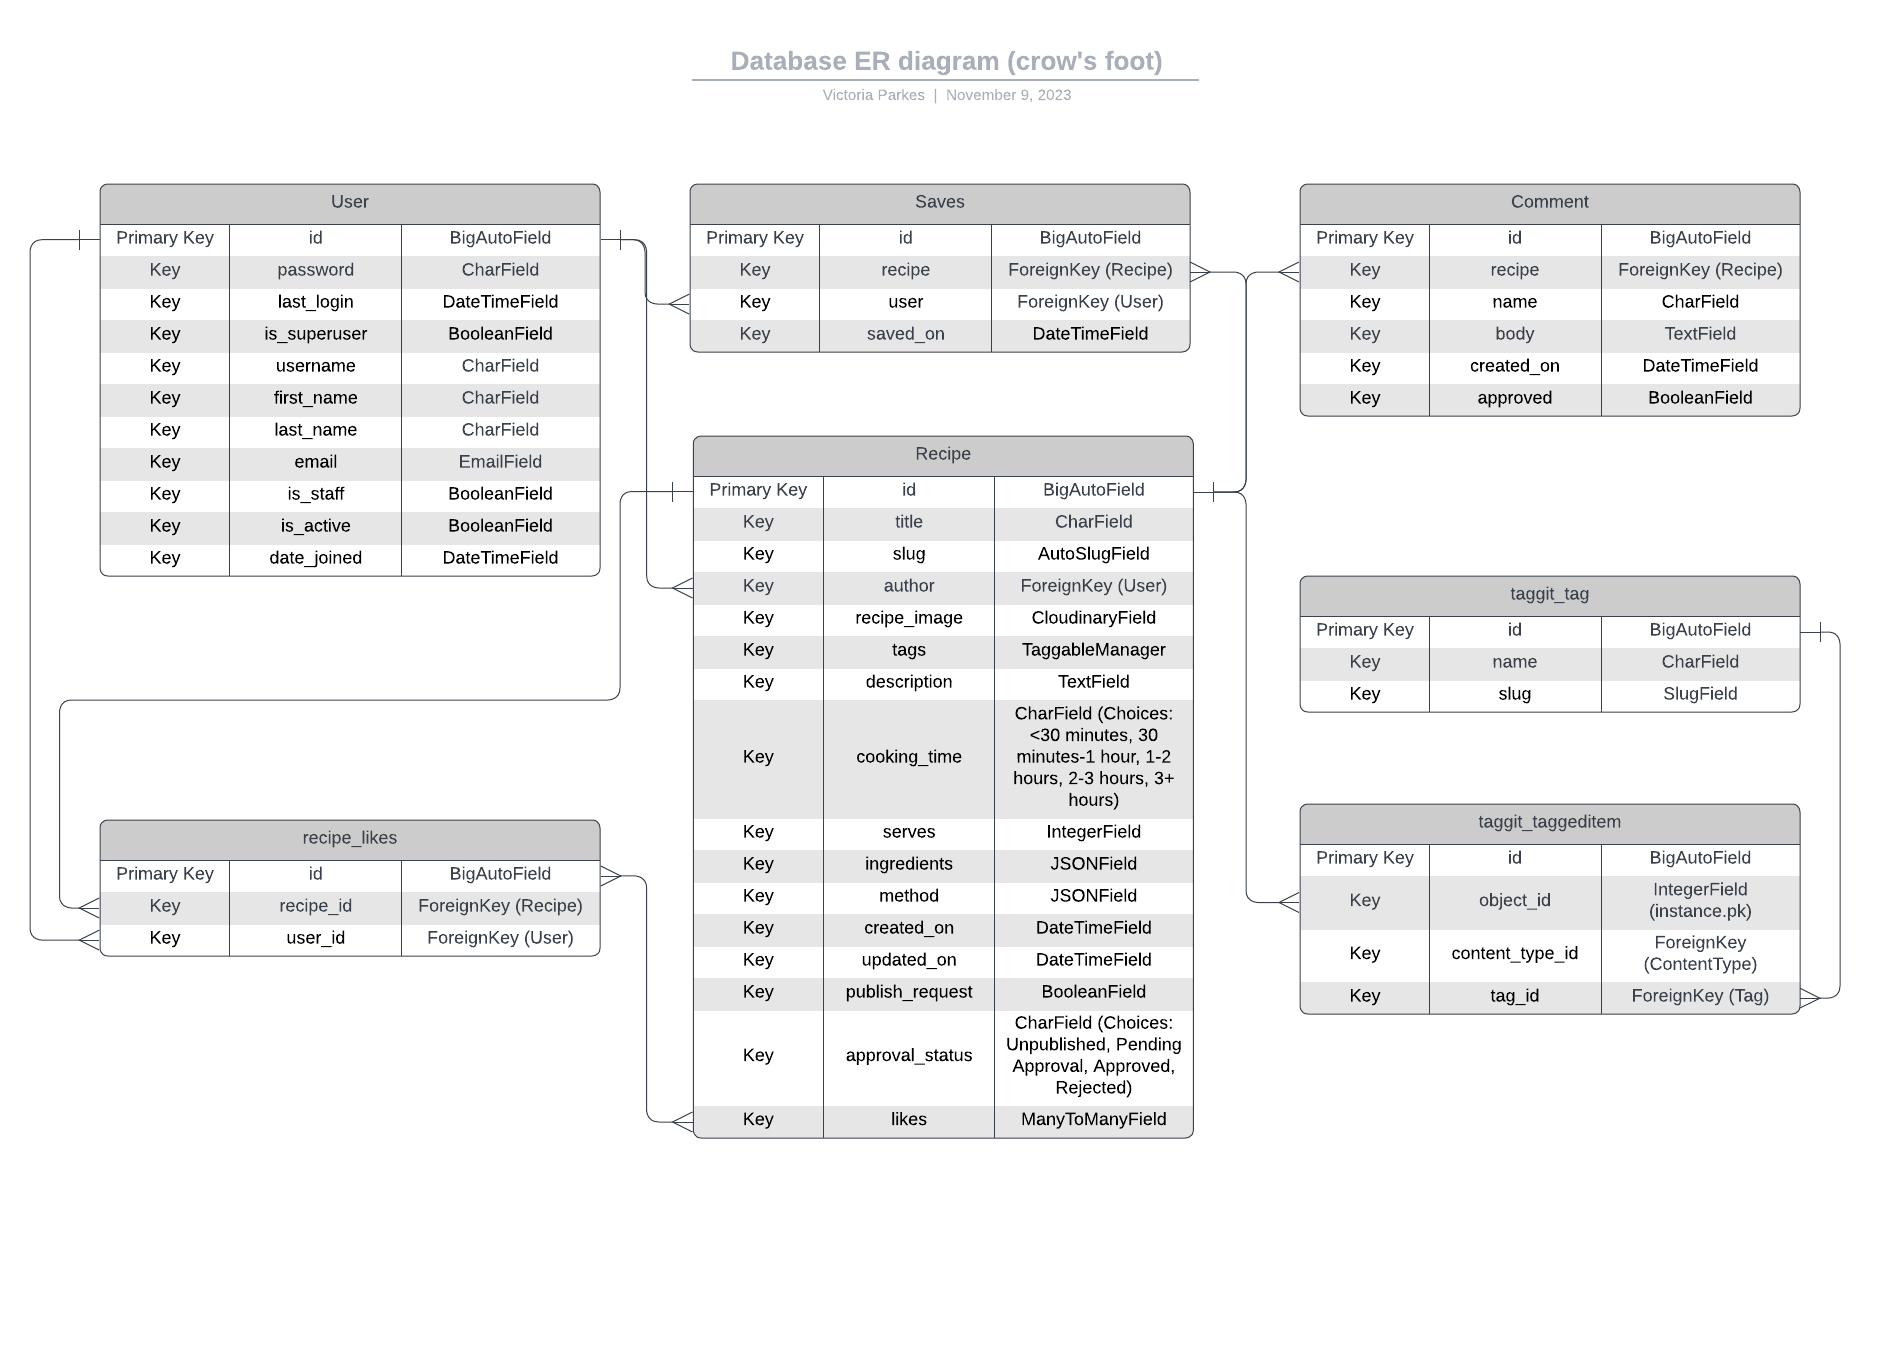 Database ER diagram (crow's foot)
Victoria Parkes | November 9, 2023
User
Primary Key id BigAutoField
Key password CharField
Key last_login DateTimeField
Key is_superuser BooleanField
Key username CharField
Key first_name CharField
Key last_name CharField
Key email EmailField
Key is_staff BooleanField
Key is_active BooleanField
Key date_joined DateTimeField
Saves
Primary Key id BigAutoField
Key recipe ForeignKey (Recipe)
Key user ForeignKey (User)
Key saved_on DateTimeField
Comment
Primary Key id BigAutoField
Key recipe ForeignKey (Recipe)
Key name CharField
Key body TextField
Key created_on DateTimeField
Key approved BooleanField
Recipe
Primary Key id BigAutoField
Key title CharField
Key slug AutoSlugField
Key author ForeignKey (User)
Key recipe_image CloudinaryField
Key tags TaggableManager
Key description TextField
Key cooking_time CharField (Choices:
<30 minutes, 30
minutes-1 hour, 1-2
hours, 2-3 hours, 3+
hours)
Key serves IntegerField
Key ingredients JSONField
Key method JSONField
Key created_on DateTimeField
Key updated_on DateTimeField
Key publish_request BooleanField
Key approval_status CharField (Choices:
Unpublished, Pending
Approval, Approved,
Rejected)
Key likes ManyToManyField
taggit_tag
Primary Key id BigAutoField
Key name CharField
Key slug SlugField
recipe_likes
Primary Key id BigAutoField
Key recipe_id ForeignKey (Recipe)
Key user_id ForeignKey (User)
taggit_taggeditem
Primary Key id BigAutoField
Key object_id IntegerField
(instance.pk)
Key content_type_id ForeignKey
(ContentType)
Key tag_id ForeignKey (Tag)